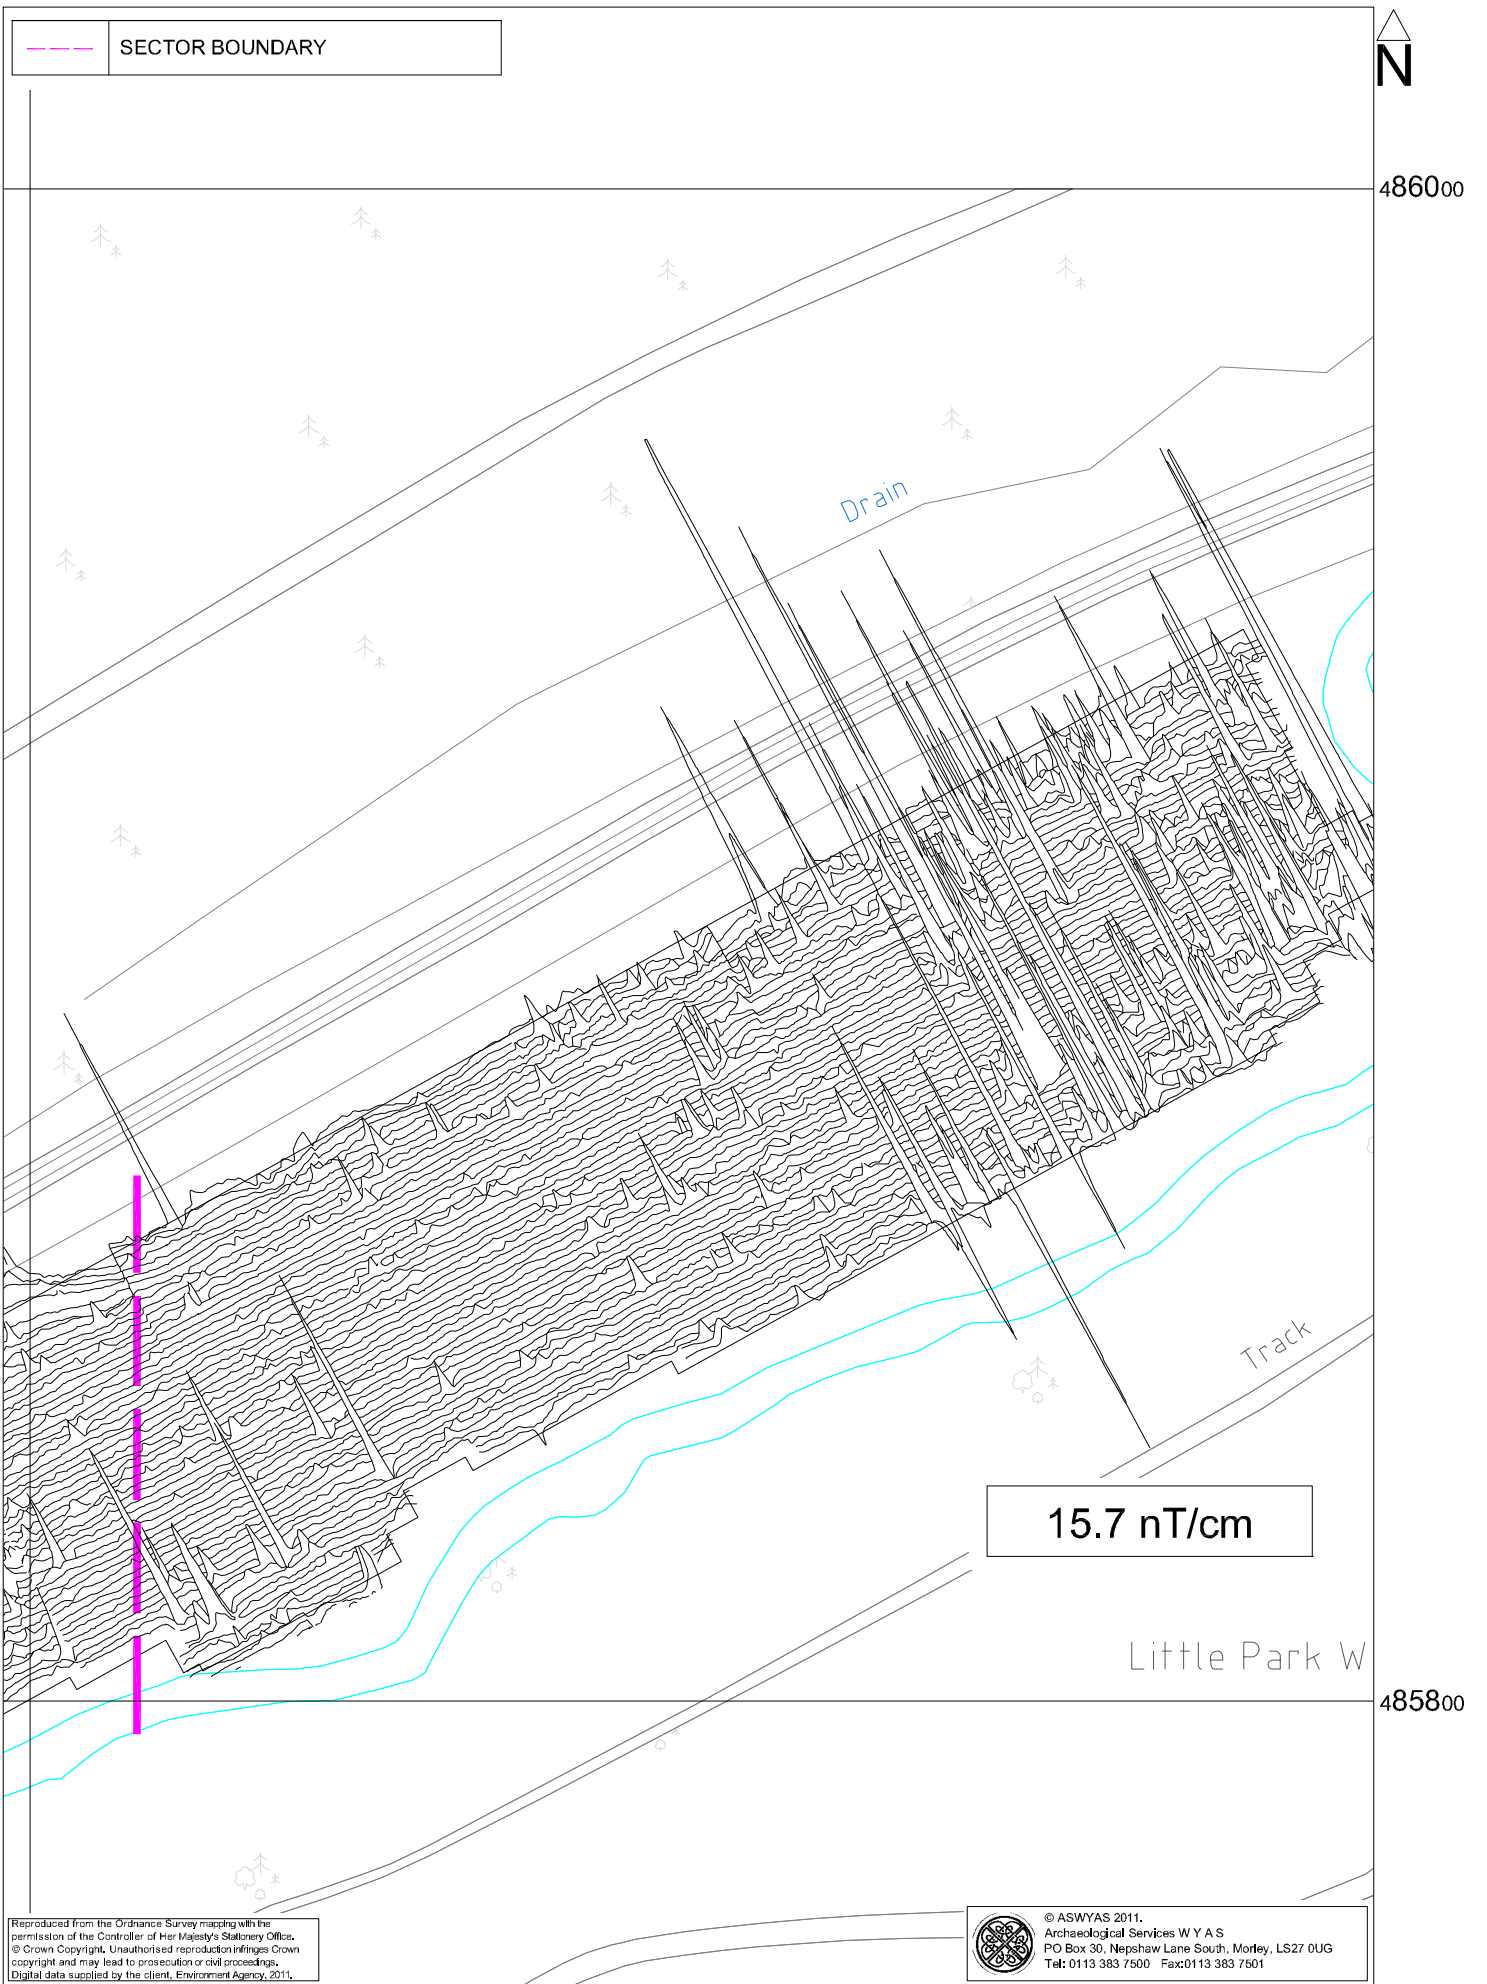 SECTOR BOUNDARY
N
486000
Drain
Track
15.7 nT/cm
Little Park W
485800
Reproduced from the Ordnance Survey mapping with the
permission of the Controller of Her Majesty's Stationery Office.
© Crown Copyright. Unauthorised reproduction infringes Crown
copyright and may lead to prosecution or civil proceedings.
Digital data supplied by the client, Environment Agency, 2011.
© ASWYAS 2011.
Archaeological Services W Y A S
PO Box 30, Nepshaw Lane South, Morley, LS27 0UG
Tel: 0113 383 7500 Fax:0113 383 7501